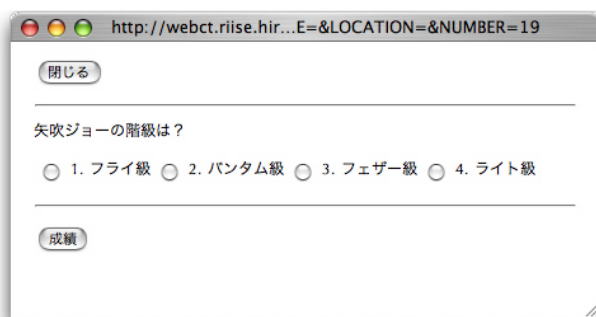 http://webct.riise.hir...E=&LOCATION=&NUMBER=19
閉じる
矢吹ジョーの階級は？
1. フライ級 2. バンタム級 3. フェザー級 4. ライト級
成績